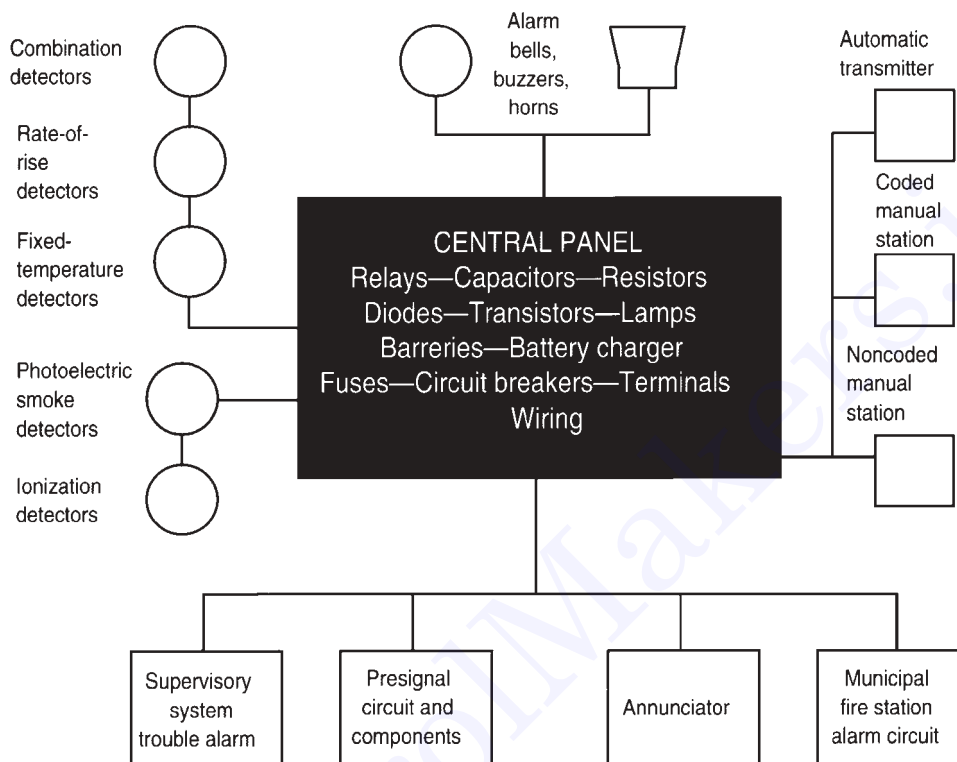 Combination
detectors
Rate-of-
rise
detectors
Fixed-
temperature
detectors
Photoelectric
smoke
detectors
Ionization
detectors
Alarm
bells,
buzzers,
horns
Automatic
transmitter
Coded
manual
station
Noncoded
manual
station
CENTRAL PANEL
Relays—Capacitors—Resistors
Diodes—Transistors—Lamps
Barreries—Battery charger
Fuses—Circuit breakers—Terminals
Wiring
Supervisory
system
trouble alarm
Presignal
circuit and
components
Annunciator
Municipal
fire station
alarm circuit